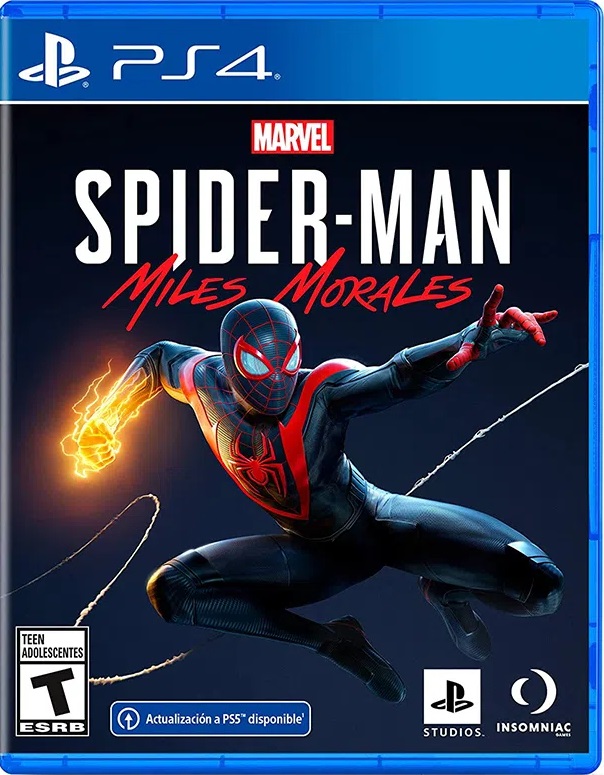 PS4
MARVEL
SPIDER-MAN
MILES MORALES
TEEN
ADOLESCENTES
T
ESRB
Actualización a PS5™ disponible¹
STUDIOS.
INSOMNIAC
GAMES